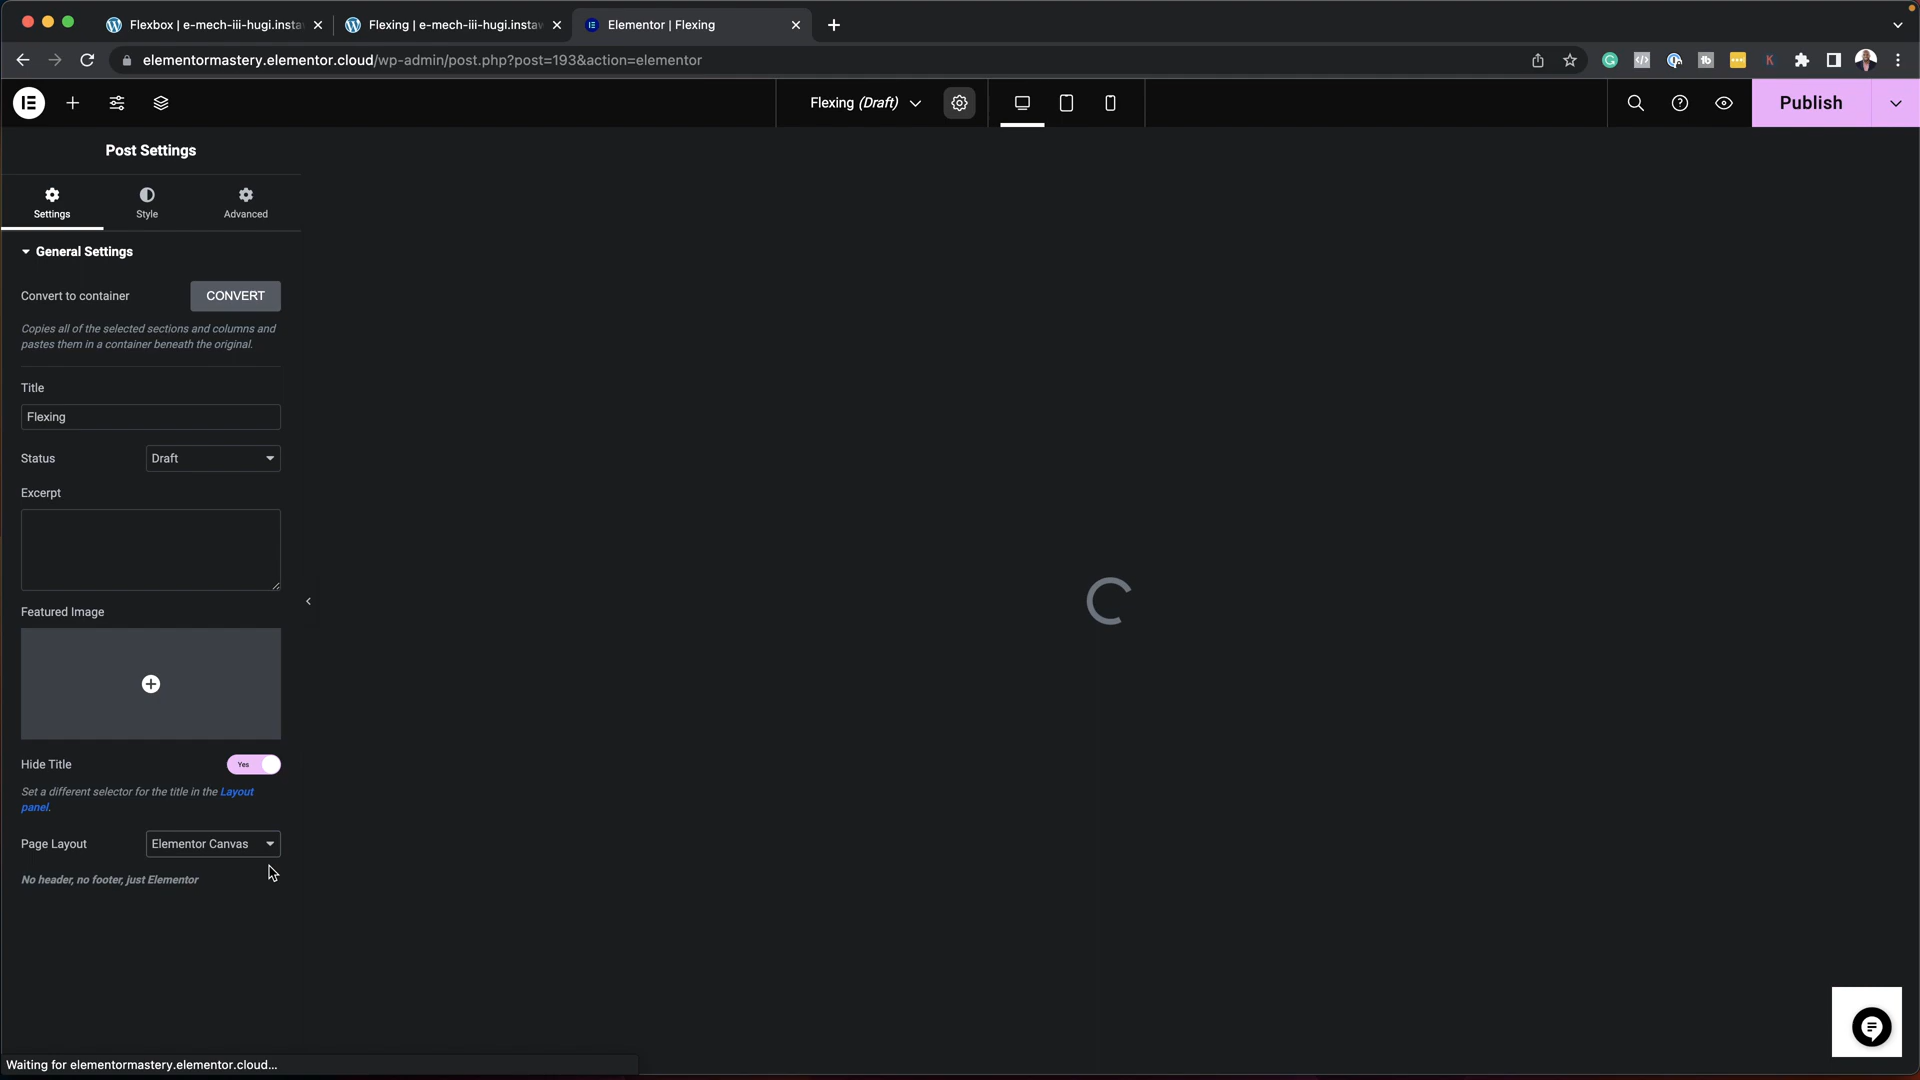 Flexbox | e-mech-iii-hugi.insta
Flexing | e-mech-iii-hugi.instaw
Elementor | Flexing
elementormastery.elementor.cloud/wp-admin/post.php?post=193&action=elementor
Flexing (Draft)
Publish
Post Settings
Settings
Style
Advanced
General Settings
Convert to container
CONVERT
Copies all of the selected sections and columns and
pastes them in a container beneath the original.
Title
Flexing
Status
Draft
Excerpt
Featured Image
Hide Title
Yes
Set a different selector for the title in the Layout
panel.
Page Layout
Elementor Canvas
No header, no footer, just Elementor
Waiting for elementormastery.elementor.cloud...